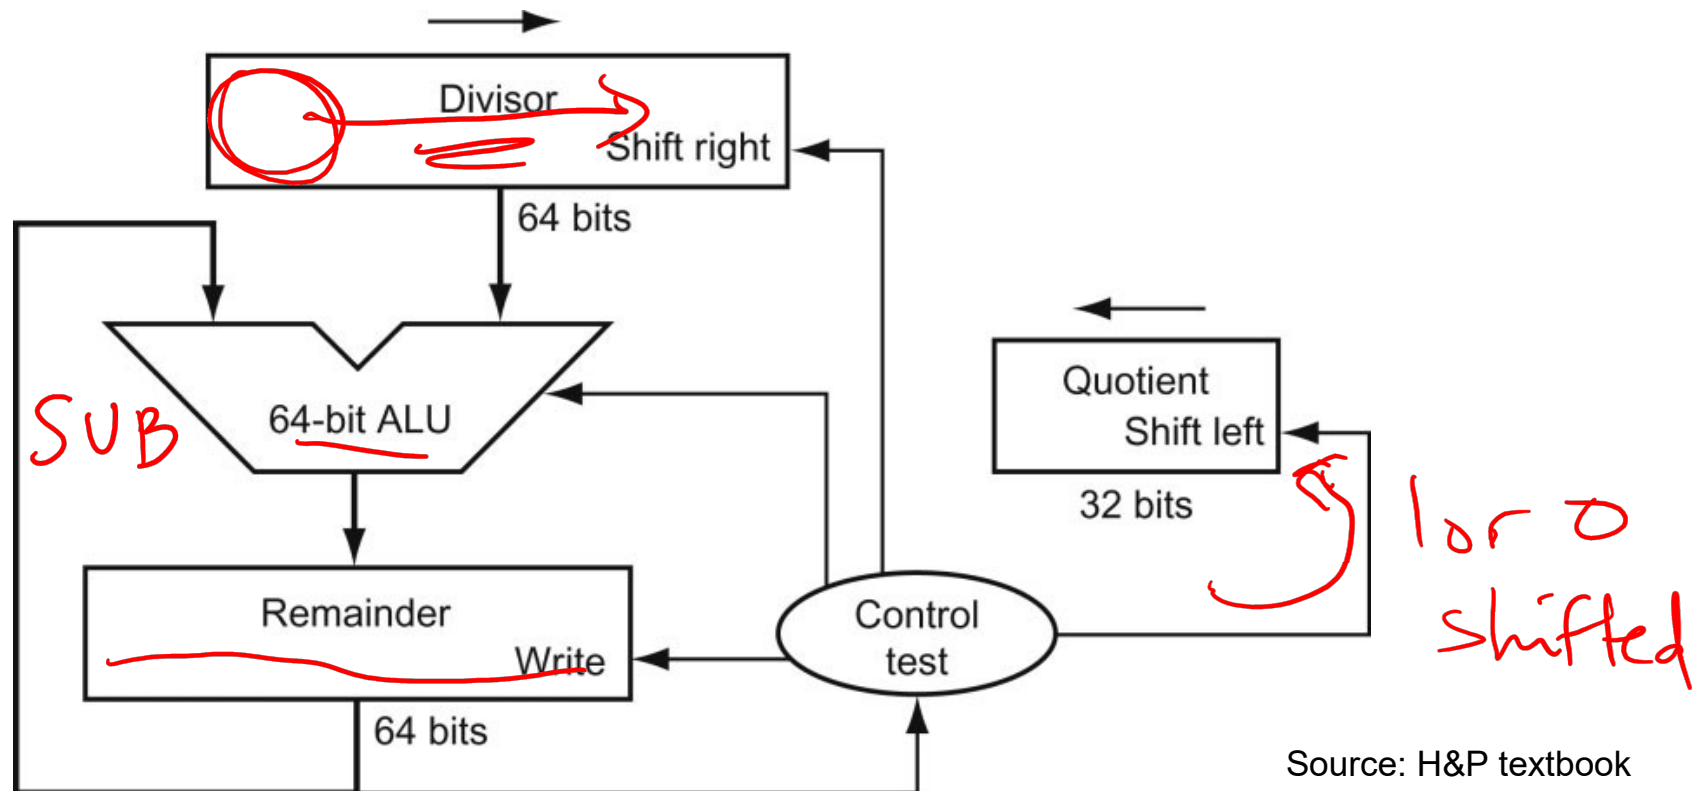 Divisor
Shift right
64 bits
Quotient
Shift left
32 bits
SUB
64-bit ALU
1 or 0
shifted
Remainder
Write
64 bits
Control
test
Source: H&P textbook